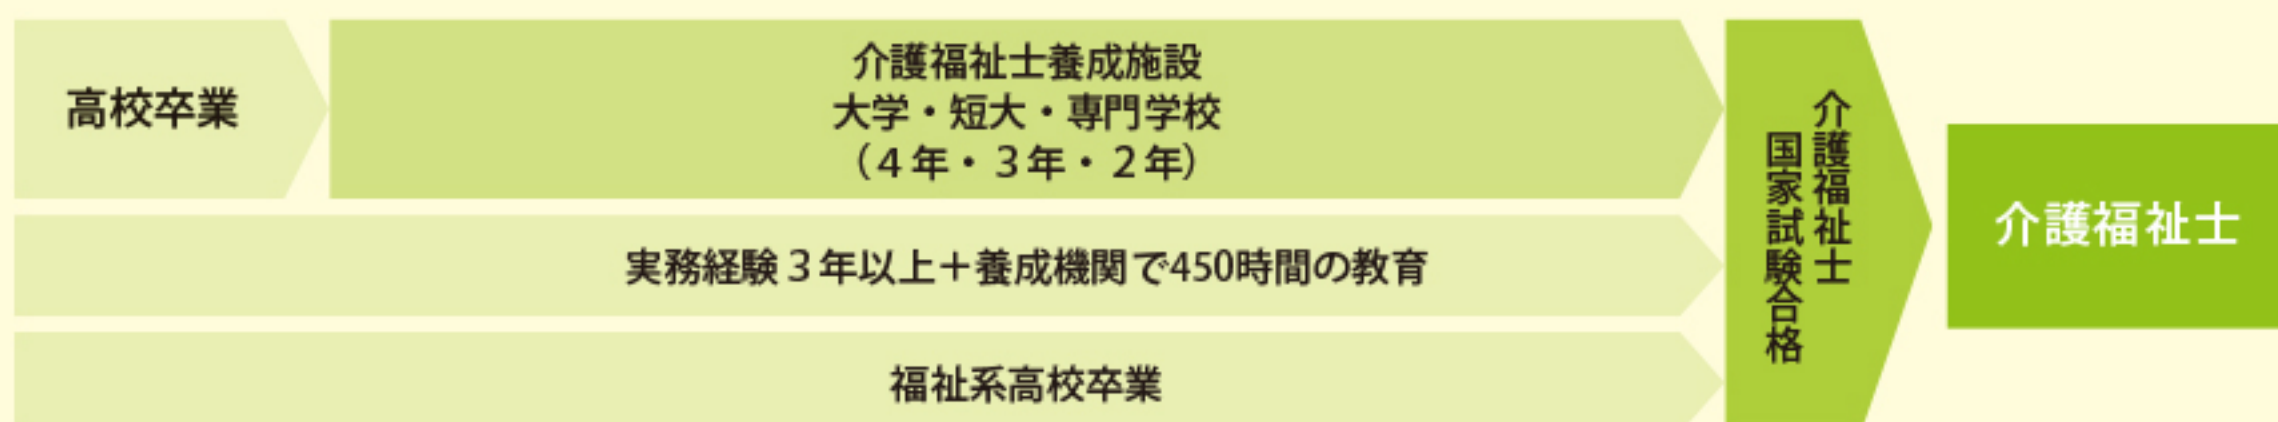 高校卒業
介護福祉士養成施設
大学・短大・専門学校
（４年・３年・２年）
実務経験３年以上＋養成機関で450時間の教育
福祉系高校卒業
介護福祉士
国家試験合格
介護福祉士